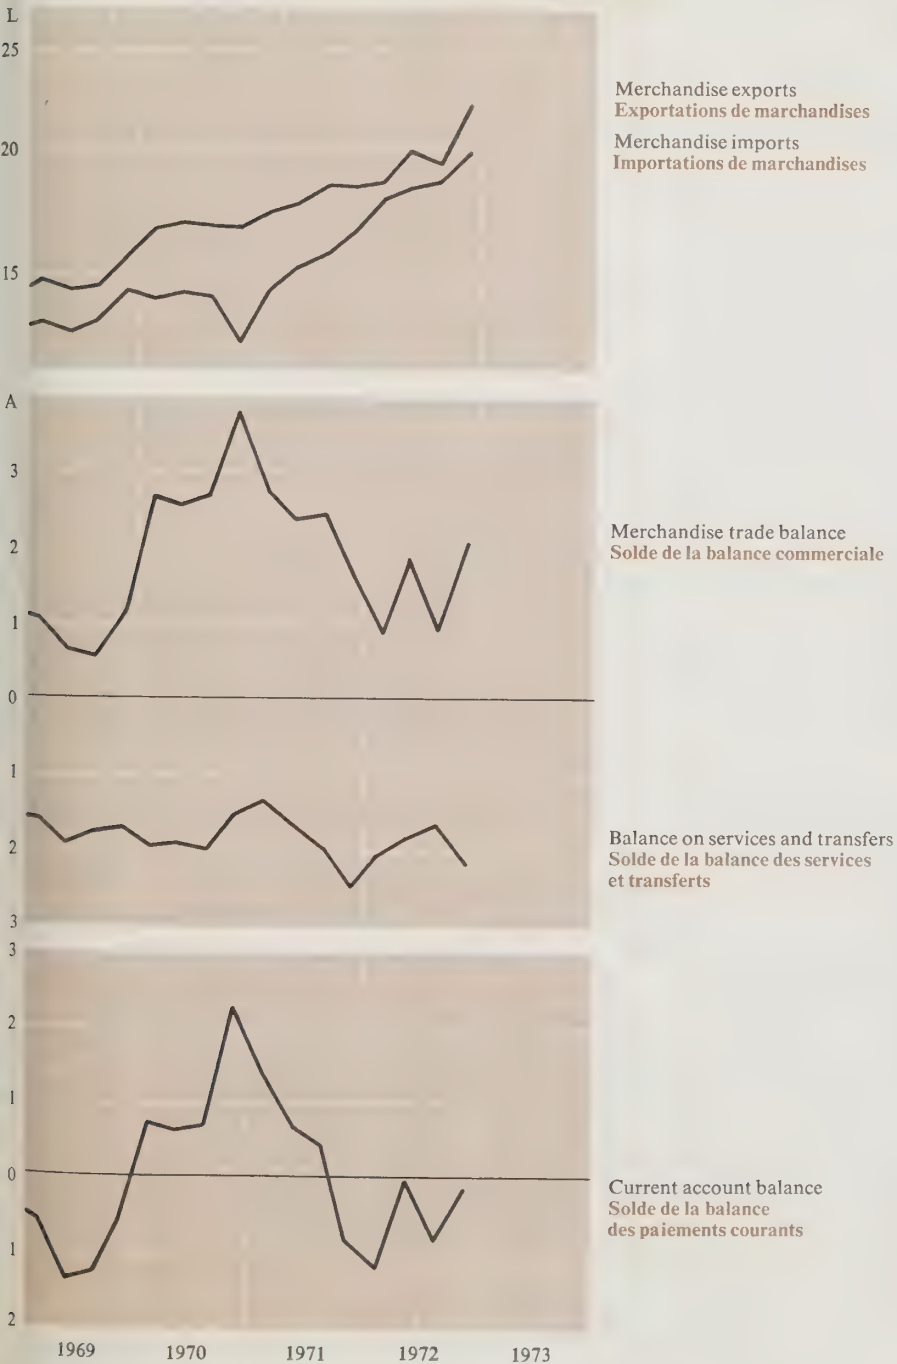 L
25
20
15
Merchandise exports
Exportations de marchandises
Merchandise imports
Importations de marchandises
A
3
2
1
0
1
2
3
Merchandise trade balance
Solde de la balance commerciale
Balance on services and transfers
Solde de la balance des services
et transferts
3
2
1
0
1
2
Current account balance
Solde de la balance
des paiements courants
1969
1970
1971
1972
1973